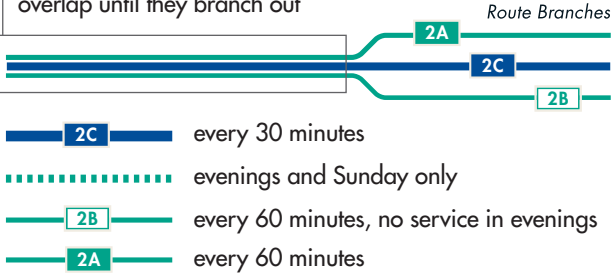 overlap until they branch out
Route Branches
2A
2C
2B
2C every 30 minutes
evenings and Sunday only
2B every 60 minutes, no service in evenings
2A every 60 minutes